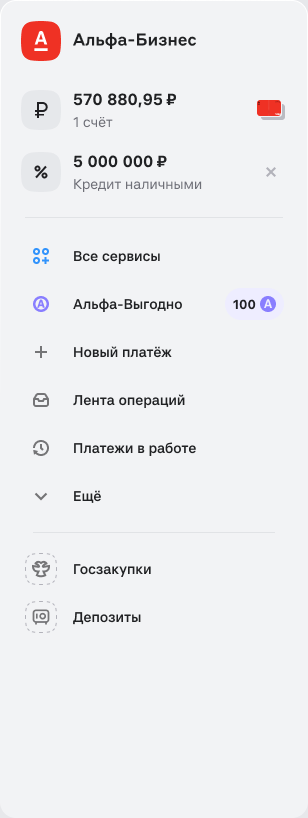 А
Альфа-Бизнес
₽
570 880,95 ₽
1 счёт
%
5 000 000 ₽
Кредит наличными
Все сервисы
А
Альфа-Выгодно
100 А
Новый платёж
Лента операций
Платежи в работе
Ещё
Госзакупки
Депозиты